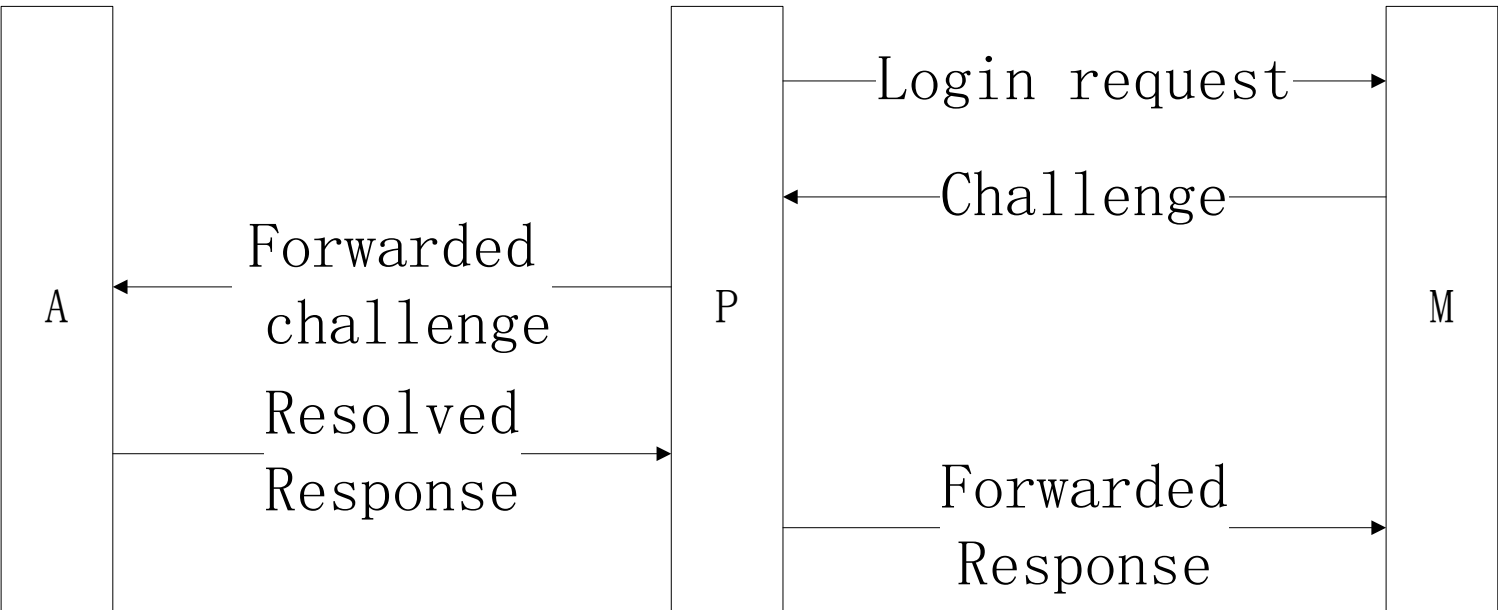 Login request
Challenge
Forwarded
challenge
A
P
M
Resolved
Response
Forwarded
Response